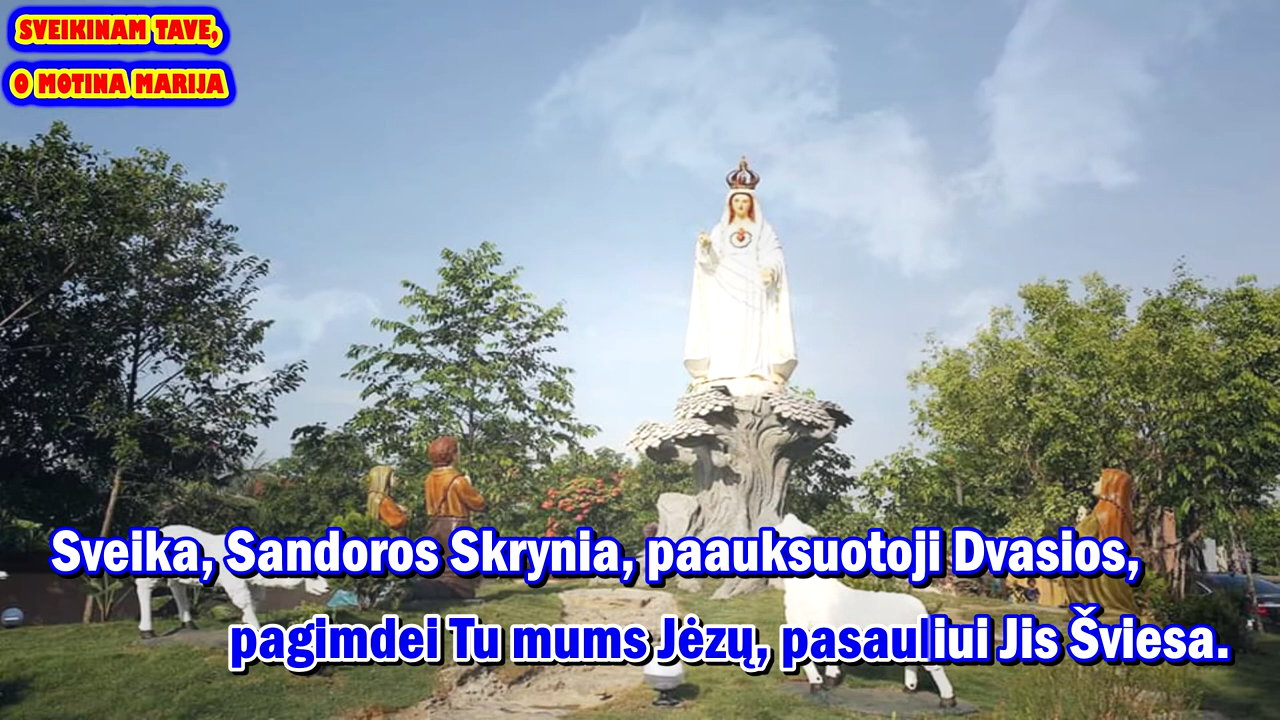 SVEIKINAM TAVE,
O MOTINA MARIJA
Sveika, Sandoros Skrynia, paauksuotoji Dvasios,
pagimdei Tu mums Jėzų, pasauliui Jis Šviesa.